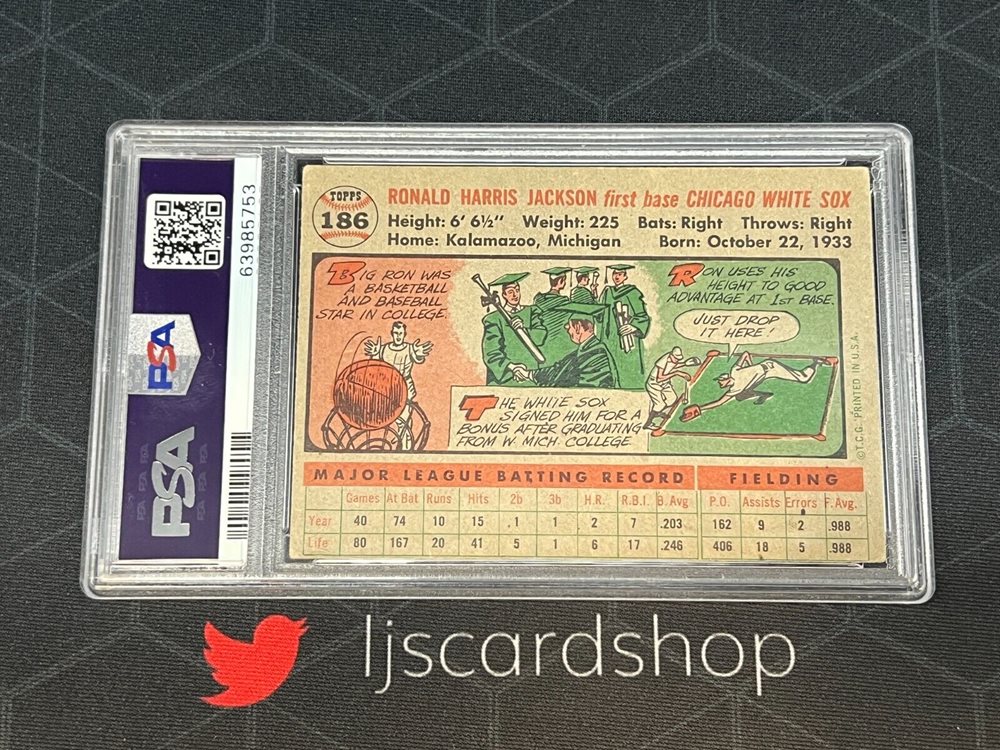 63985753
PSA
PSA
TOPPS
186
RONALD HARRIS JACKSON first base CHICAGO WHITE SOX
Height: 6' 6½" Weight: 225 Bats: Right Throws: Right
Home: Kalamazoo, Michigan Born: October 22, 1933
BIG RON WAS
A BASKETBALL
AND BASEBALL
STAR IN COLLEGE.
THE WHITE SOX
SIGNED HIM FOR A
BONUS AFTER GRADUATING
FROM W. MICH. COLLEGE
RON USES HIS
HEIGHT TO GOOD
ADVANTAGE AT 1ST BASE.
JUST DROP
IT HERE!
©T.C.G. PRINTED IN U.S.A.
MAJOR LEAGUE BATTING RECORD FIELDING
Games At Bat Runs Hits 2b 3b H.R. R.B.I. B.Avg P.O. Assists Errors F.Avg.
Year 40 74 10 15 1 1 2 7 .203 162 9 2 .988
Life 80 167 20 41 5 1 6 17 .246 406 18 5 .988
ljscardshop